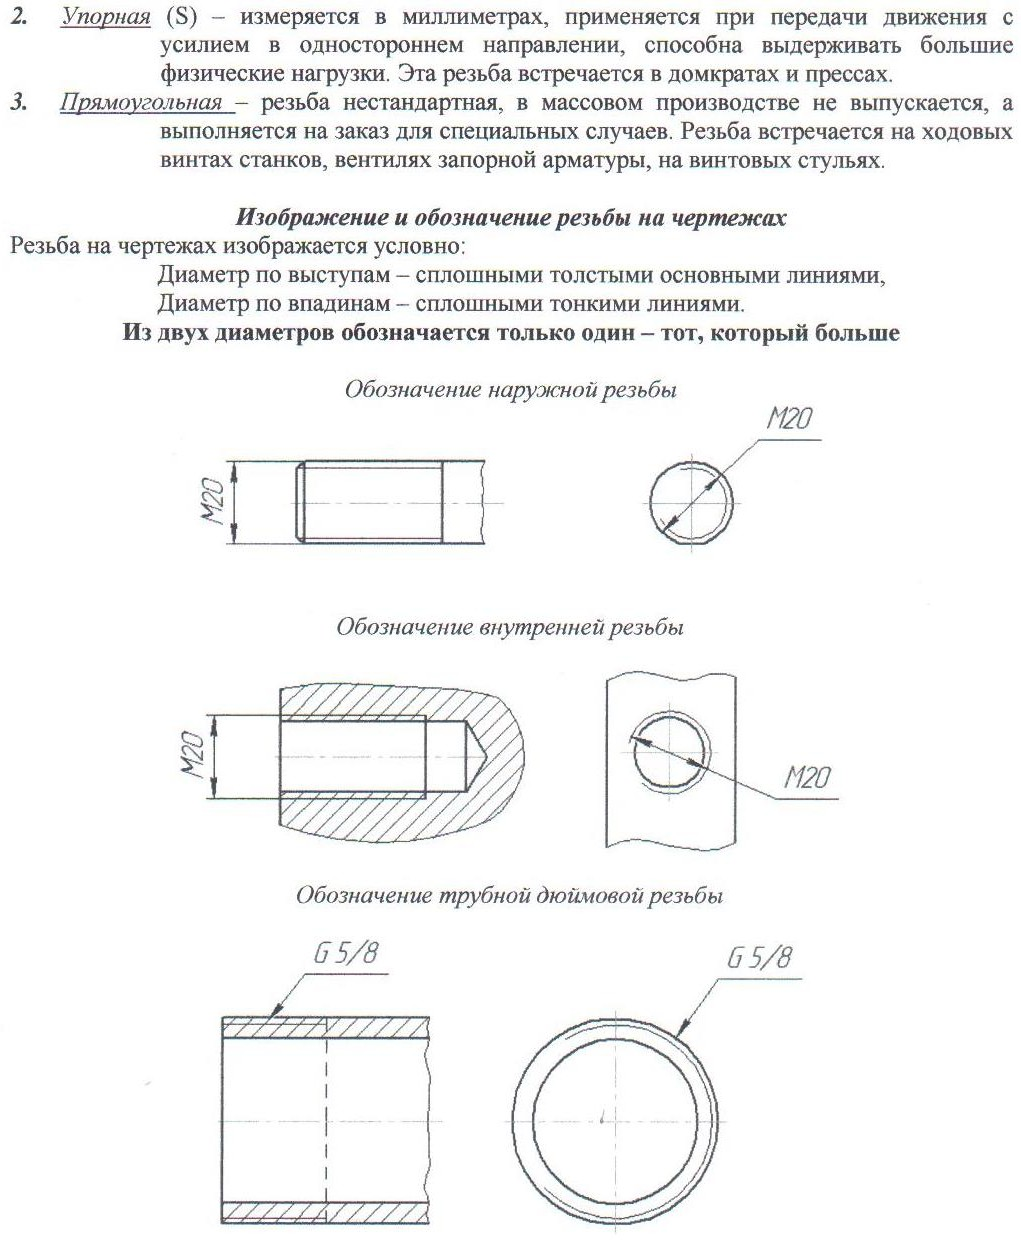 2. Упорная (S) – измеряется в миллиметрах, применяется при передачи движения с
усилием в одностороннем направлении, способна выдерживать большие
физические нагрузки. Эта резьба встречается в домкратах и прессах.
3. Прямоугольная – резьба нестандартная, в массовом производстве не выпускается, а
выполняется на заказ для специальных случаев. Резьба встречается на ходовых
винтах станков, вентилях запорной арматуры, на винтовых стульях.
Изображение и обозначение резьбы на чертежах
Резьба на чертежах изображается условно:
Диаметр по выступам – сплошными толстыми основными линиями,
Диаметр по впадинам – сплошными тонкими линиями.
Из двух диаметров обозначается только один – тот, который больше
Обозначение наружной резьбы
M20
M20
Обозначение внутренней резьбы
M20
M20
Обозначение трубной дюймовой резьбы
G 5/8
G 5/8